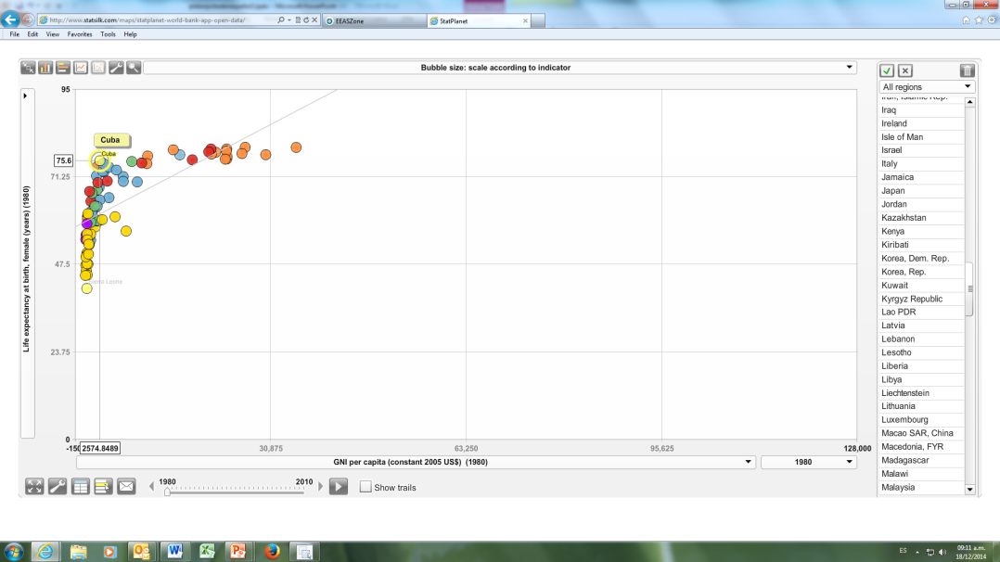 http://www.statsilk.com/maps/statplanet-world-bank-app-open-data/
EEASZone
StatPlanet
File Edit View Favorites Tools Help
Bubble size: scale according to indicator
All regions
95
75.6
71.25
47.5
23.75
0
Life expectancy at birth, female (years) (1980)
Cuba
Cuba
-150
2574.8489
30,875
63,250
95,625
128,000
GNI per capita (constant 2005 US$) (1980)
1980
1980
2010
Show trails
Iran, Islamic Rep.
Iraq
Ireland
Isle of Man
Israel
Italy
Jamaica
Japan
Jordan
Kazakhstan
Kenya
Kiribati
Korea, Dem. Rep.
Korea, Rep.
Kuwait
Kyrgyz Republic
Lao PDR
Latvia
Lebanon
Lesotho
Liberia
Libya
Liechtenstein
Lithuania
Luxembourg
Macao SAR, China
Macedonia, FYR
Madagascar
Malawi
Malaysia
ES
09:11 a.m.
18/12/2014